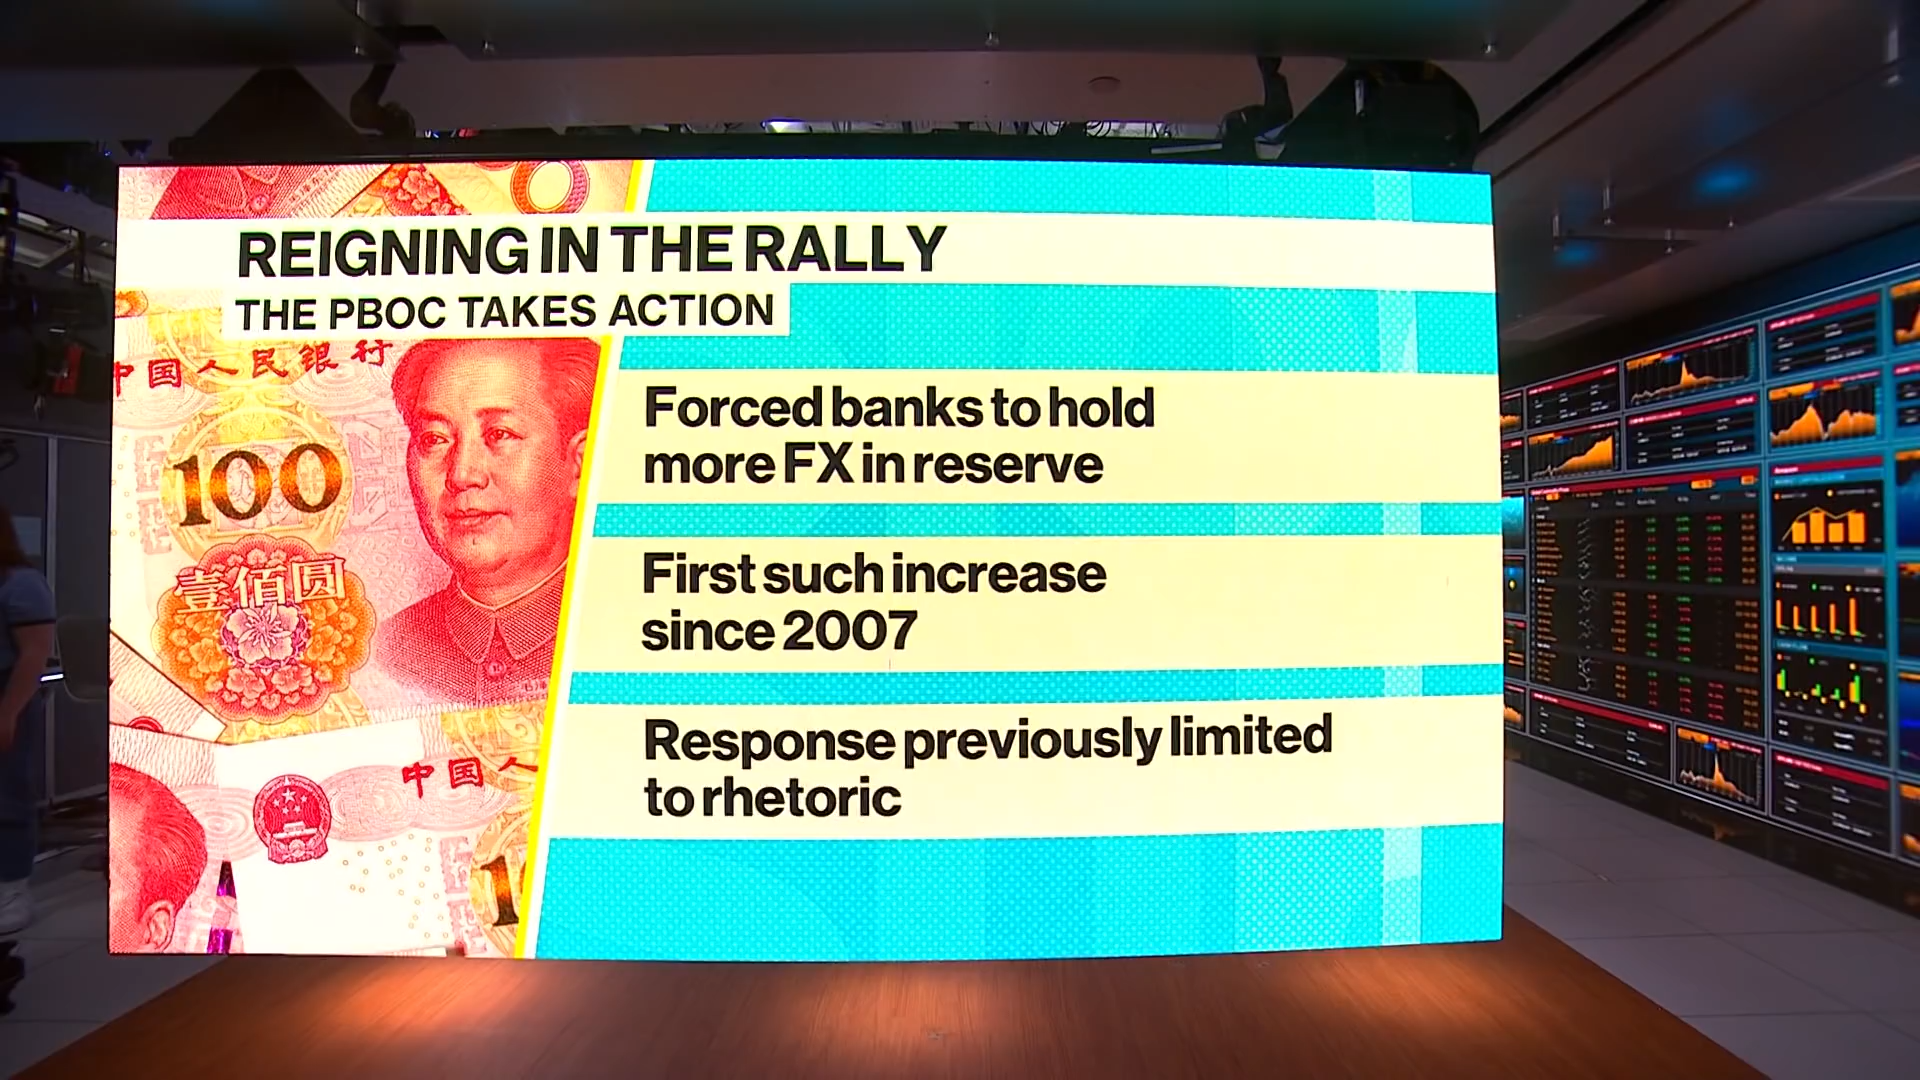 REIGNING IN THE RALLY
THE PBOC TAKES ACTION
中国人民银行
100
壹佰圆
中国人
Forced banks to hold
more FX in reserve
First such increase
since 2007
Response previously limited
to rhetoric